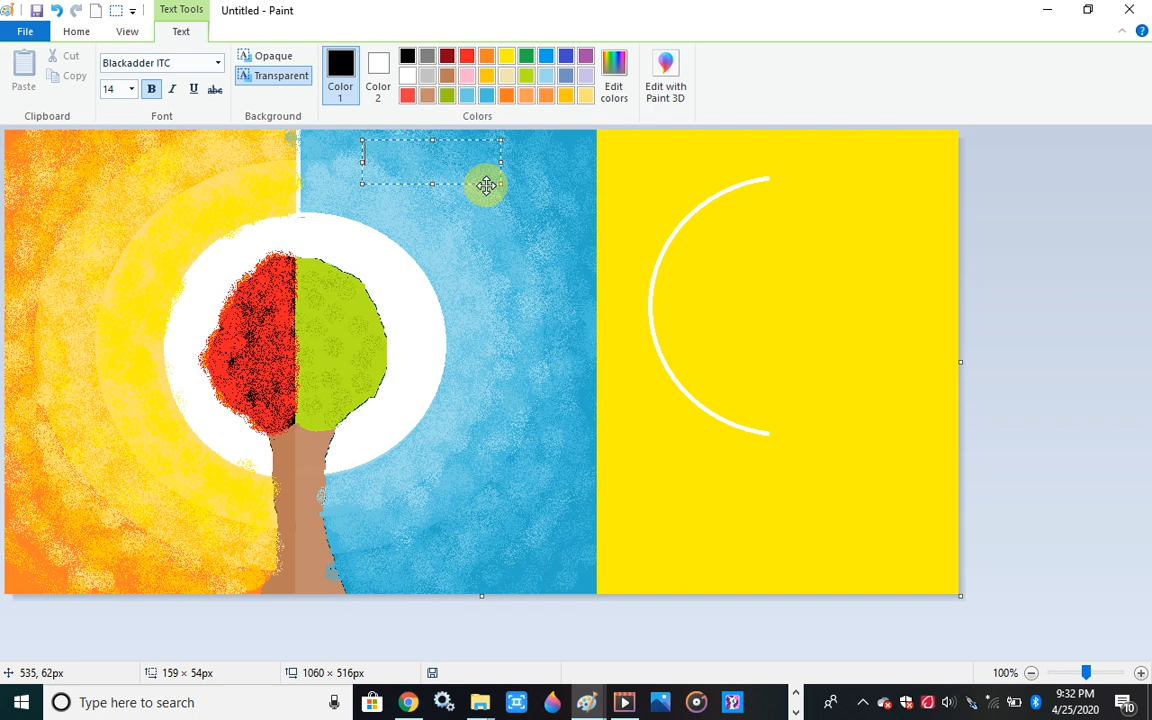 Text Tools
Untitled - Paint
File
Home
View
Text
Paste
Cut
Copy
Clipboard
Blackadder ITC
14
B I U abc
Font
Opaque
Transparent
Background
Color 1
Color 2
Edit colors
Colors
Edit with Paint 3D
535, 62px
159 × 54px
1060 × 516px
100%
Type here to search
9:32 PM
4/25/2020
10